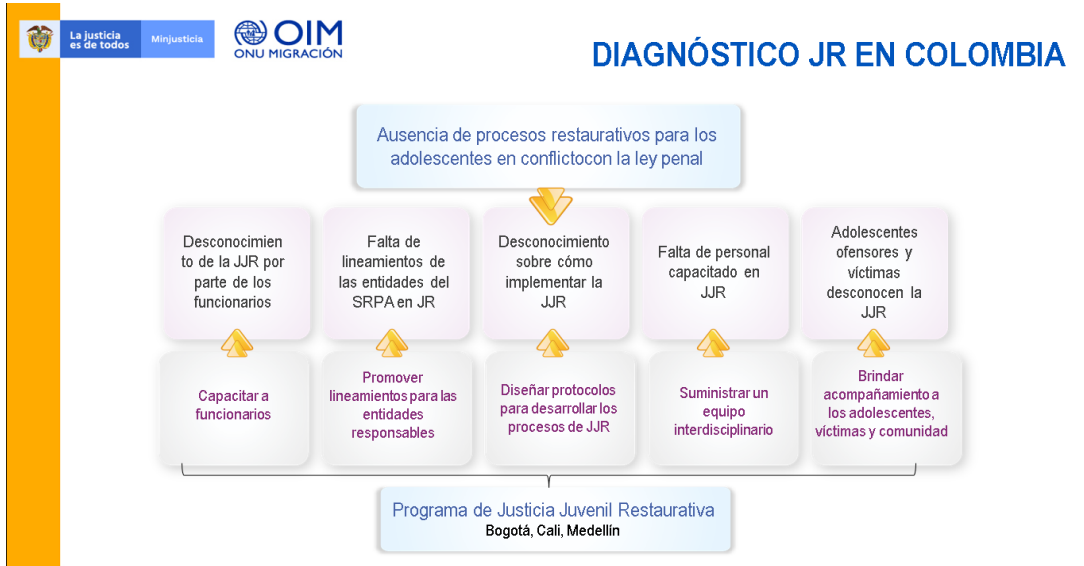 La justicia
es de todos
Minjusticia
OIM
ONU MIGRACIÓN
DIAGNÓSTICO JR EN COLOMBIA
Ausencia de procesos restaurativos para los
adolescentes en conflictocon la ley penal
Desconocimien
to de la JJR por
parte de los
funcionarios
Falta de
lineamientos de
las entidades del
SRPA en JR
Desconocimiento
sobre cómo
implementar la
JJR
Falta de personal
capacitado en
JJR
Adolescentes
ofensores y
víctimas
desconocen la
JJR
Capacitar a
funcionarios
Promover
lineamientos para las
entidades
responsables
Diseñar protocolos
para desarrollar los
procesos de JJR
Suministrar un
equipo
interdisciplinario
Brindar
acompañamiento a
los adolescentes,
víctimas y comunidad
Programa de Justicia Juvenil Restaurativa
Bogotá, Cali, Medellín